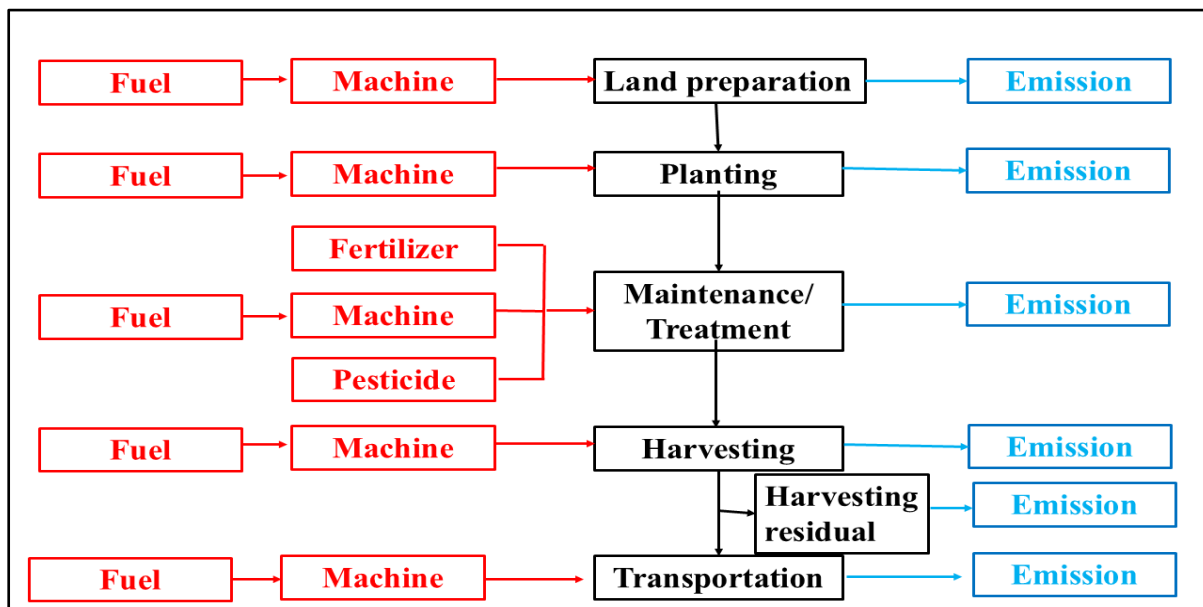 Fuel
Machine
Land preparation
Emission
Fuel
Machine
Planting
Emission
Fertilizer
Fuel
Machine
Maintenance/
Treatment
Emission
Pesticide
Fuel
Machine
Harvesting
Emission
Harvesting
residual
Emission
Fuel
Machine
Transportation
Emission